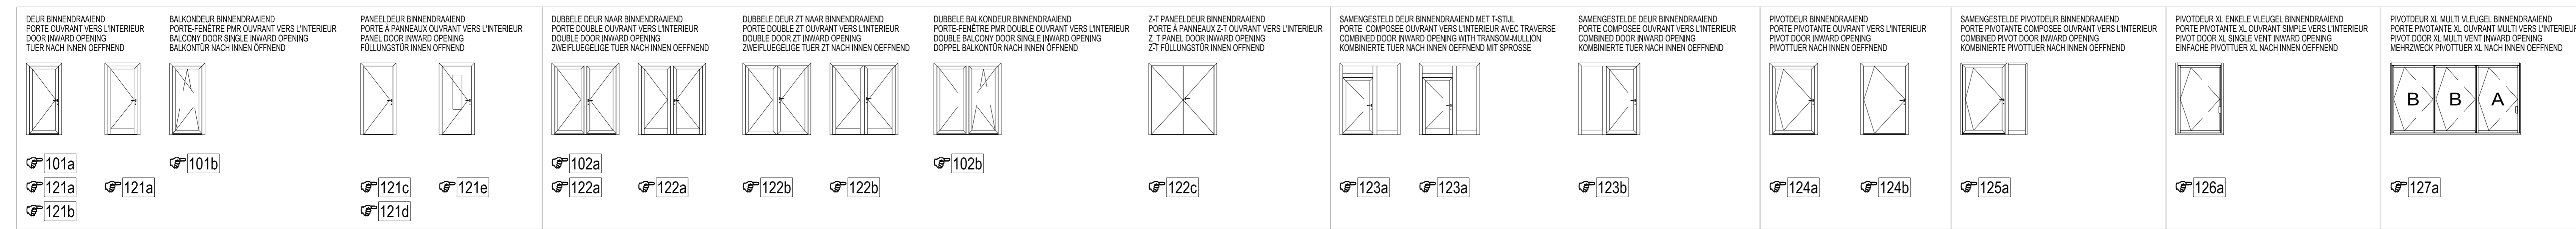 DEUR BINNENDRAAIEND
PORTE OUVRANT VERS L'INTERIEUR
DOOR INWARD OPENING
TUER NACH INNEN OEFFNEND
101a
121a
121a
121b
BALKONDEUR BINNENDRAAIEND
PORTE-FENÊTRE PMR OUVRANT VERS L'INTERIEUR
BALCONY DOOR SINGLE INWARD OPENING
BALKONTÜR NACH INNEN ÖFFNEND
101b
PANEELDEUR BINNENDRAAIEND
PORTE À PANNEAUX OUVRANT VERS L'INTERIEUR
PANEL DOOR INWARD OPENING
FÜLLUNGSTÜR INNEN OFFNEND
121c
121e
121d
DUBBELE DEUR NAAR BINNENDRAAIEND
PORTE DOUBLE OUVRANT VERS L'INTERIEUR
DOUBLE DOOR INWARD OPENING
ZWEIFLUEGELIGE TUER NACH INNEN OEFFNEND
102a
122a
122a
DUBBELE DEUR ZT NAAR BINNENDRAAIEND
PORTE DOUBLE ZT OUVRANT VERS L'INTERIEUR
DOUBLE DOOR ZT INWARD OPENING
ZWEIFLUEGELIGE TUER ZT NACH INNEN OEFFNEND
122b
122b
DUBBELE BALKONDEUR BINNENDRAAIEND
PORTE-FENÊTRE PMR DOUBLE OUVRANT VERS L'INTERIEUR
DOUBLE BALCONY DOOR SINGLE INWARD OPENING
DOPPEL BALKONTÜR NACH INNEN ÖFFNEND
102b
Z-T PANEELDEUR BINNENDRAAIEND
PORTE À PANNEAUX Z-T OUVRANT VERS L'INTERIEUR
Z_T PANEL DOOR INWARD OPENING
Z-T FÜLLUNGSTÜR INNEN OFFNEND
122c
SAMENGESTELD DEUR BINNENDRAAIEND MET T-STIJL
PORTE COMPOSEE OUVRANT VERS L'INTERIEUR AVEC TRAVERSE
COMBINED DOOR INWARD OPENING WITH TRANSOM-MULLION
KOMBINIERTE TUER NACH INNEN OEFFNEND MIT SPROSSE
123a
123a
SAMENGESTELDE DEUR BINNENDRAAIEND
PORTE COMPOSEE OUVRANT VERS L'INTERIEUR
COMBINED DOOR INWARD OPENING
KOMBINIERTE TUER NACH INNEN OEFFNEND
123b
PIVOTDEUR BINNENDRAAIEND
PORTE PIVOTANTE OUVRANT VERS L'INTERIEUR
PIVOT DOOR INWARD OPENING
PIVOTTUER NACH INNEN OEFFNEND
124a
124b
SAMENGESTELDE PIVOTDEUR BINNENDRAAIEND
PORTE PIVOTANTE COMPOSEE OUVRANT VERS L'INTERIEUR
COMBINED PIVOT DOOR INWARD OPENING
KOMBINIERTE PIVOTTUER NACH INNEN OEFFNEND
125a
PIVOTDEUR XL ENKELE VLEUGEL BINNENDRAAIEND
PORTE PIVOTANTE XL OUVRANT SIMPLE VERS L'INTERIEUR
PIVOT DOOR XL SINGLE VENT INWARD OPENING
EINFACHE PIVOTTUER XL NACH INNEN OEFFNEND
126a
PIVOTDEUR XL MULTI VLEUGEL BINNENDRAAIEND
PORTE PIVOTANTE XL OUVRANT MULTI VERS L'INTERIEUR
PIVOT DOOR XL MULTI VENT INWARD OPENING
MEHRZWECK PIVOTTUER XL NACH INNEN OEFFNEND
B B A
127a